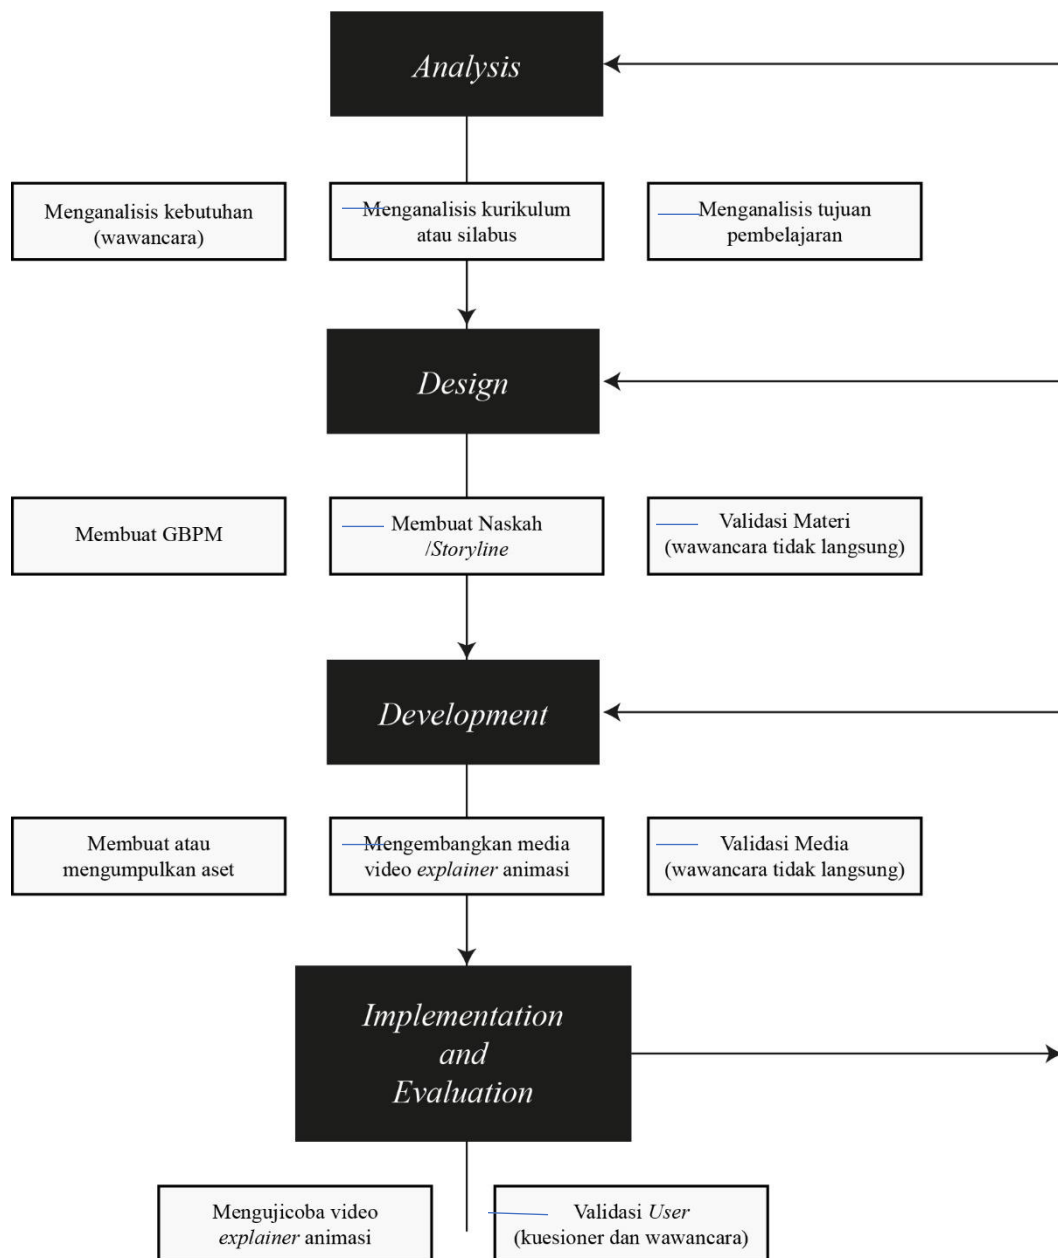 Analysis
Menganalisis kebutuhan
(wawancara)
Menganalisis kurikulum
atau silabus
Menganalisis tujuan
pembelajaran
Design
Membuat GBPM
Membuat Naskah
/Storyline
Validasi Materi
(wawancara tidak langsung)
Development
Membuat atau
mengumpulkan aset
Mengembangkan media
video explainer animasi
Validasi Media
(wawancara tidak langsung)
Implementation
and
Evaluation
Mengujicoba video
explainer animasi
Validasi User
(kuesioner dan wawancara)